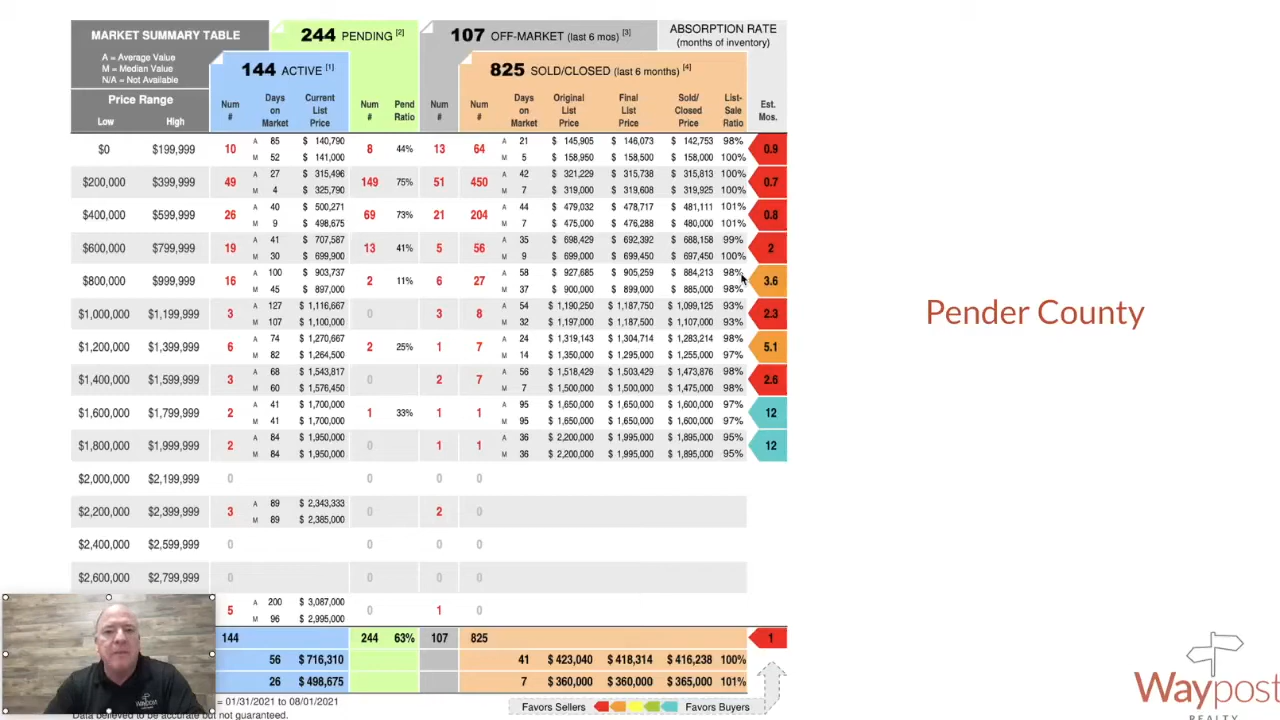 MARKET SUMMARY TABLE
A = Average Value
M = Median Value
N/A = Not Available
244 PENDING [2]
107 OFF-MARKET (last 6 mos) [3]
ABSORPTION RATE
(months of inventory)
144 ACTIVE [1]
825 SOLD/CLOSED (last 6 months) [4]
Price Range
Low High
Num # Days on Market Current List Price Num # Pend Ratio Num # Num # Days on Market Original List Price Final List Price Sold/ Closed Price List- Sale Ratio Est. Mos.
$0 $199,999 10 A 85 $ 140,790 8 44% 13 64 A 21 $ 145,905 $ 146,073 $ 142,753 98% 0.9
M 52 $ 141,000 M 5 $ 158,950 $ 158,500 $ 158,000 100%
$200,000 $399,999 49 A 27 $ 315,496 149 75% 51 450 A 42 $ 321,229 $ 315,738 $ 315,813 100% 0.7
M 4 $ 325,790 M 7 $ 319,000 $ 319,608 $ 319,925 100%
$400,000 $599,999 26 A 40 $ 500,271 69 73% 21 204 A 44 $ 479,032 $ 478,717 $ 481,111 101% 0.8
M 9 $ 498,675 M 7 $ 475,000 $ 476,288 $ 480,000 101%
$600,000 $799,999 19 A 41 $ 707,587 13 41% 5 56 A 35 $ 698,429 $ 692,392 $ 688,158 99% 2
M 30 $ 699,900 M 9 $ 699,000 $ 699,450 $ 697,450 100%
$800,000 $999,999 16 A 100 $ 903,737 2 11% 6 27 A 58 $ 927,685 $ 905,259 $ 884,213 98% 3.6
M 45 $ 897,000 M 37 $ 900,000 $ 899,000 $ 885,000 98%
$1,000,000 $1,199,999 3 A 127 $ 1,116,667 0 3 8 A 54 $ 1,190,250 $ 1,187,750 $ 1,099,125 93% 2.3
M 107 $ 1,100,000 M 32 $ 1,197,000 $ 1,187,500 $ 1,107,000 93%
$1,200,000 $1,399,999 6 A 74 $ 1,270,667 2 25% 1 7 A 24 $ 1,319,143 $ 1,304,714 $ 1,283,214 98% 5.1
M 82 $ 1,264,500 M 14 $ 1,350,000 $ 1,295,000 $ 1,255,000 97%
$1,400,000 $1,599,999 3 A 68 $ 1,543,817 0 2 7 A 56 $ 1,518,429 $ 1,503,429 $ 1,473,876 98% 2.6
M 60 $ 1,576,450 M 7 $ 1,500,000 $ 1,500,000 $ 1,475,000 98%
$1,600,000 $1,799,999 2 A 41 $ 1,700,000 1 33% 1 1 A 95 $ 1,650,000 $ 1,650,000 $ 1,600,000 97% 12
M 41 $ 1,700,000 M 95 $ 1,650,000 $ 1,650,000 $ 1,600,000 97%
$1,800,000 $1,999,999 2 A 84 $ 1,950,000 0 1 1 A 36 $ 2,200,000 $ 1,995,000 $ 1,895,000 95% 12
M 84 $ 1,950,000 M 36 $ 2,200,000 $ 1,995,000 $ 1,895,000 95%
$2,000,000 $2,199,999 0 0 0 0
$2,200,000 $2,399,999 3 A 89 $ 2,343,333 0 2 0
M 89 $ 2,385,000
$2,400,000 $2,599,999 0 0 0 0
$2,600,000 $2,799,999 0 0 0 0
5 A 200 $ 3,087,000 0 1 0
M 96 $ 2,995,000
144 244 63% 107 825 1
56 $ 716,310 41 $ 423,040 $ 418,314 $ 416,238 100%
26 $ 498,675 7 $ 360,000 $ 360,000 $ 365,000 101%
= 01/31/2021 to 08/01/2021
Data believed to be accurate but not guaranteed.
Favors Sellers Favors Buyers
Pender County
Waypost
REALTY
Waypost